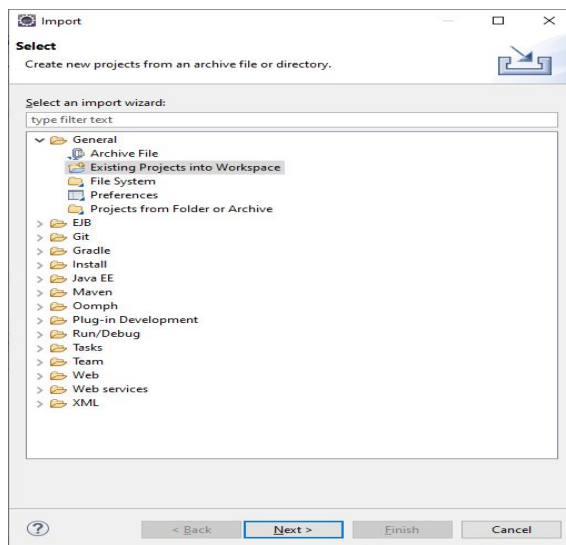 Import
Select
Create new projects from an archive file or directory.
Select an import wizard:
type filter text
General
Archive File
Existing Projects into Workspace
File System
Preferences
Projects from Folder or Archive
EJB
Git
Gradle
Install
Java EE
Maven
Oomph
Plug-in Development
Run/Debug
Tasks
Team
Web
Web services
XML
? < Back Next > Finish Cancel